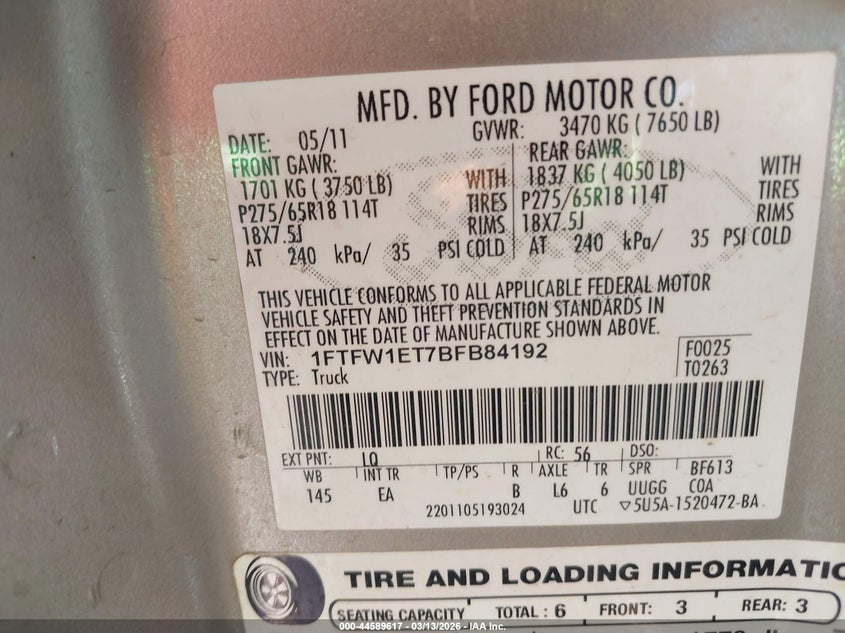 MFD. BY FORD MOTOR CO.
DATE: 05/11 GVWR: 3470 KG ( 7650 LB)
FRONT GAWR: REAR GAWR:
1701 KG ( 3750 LB) WITH 1837 KG ( 4050 LB) WITH
P275/65R18 114T TIRES P275/65R18 114T TIRES
18X7.5J RIMS 18X7.5J RIMS
AT 240 kPa/ 35 PSI COLD AT 240 kPa/ 35 PSI COLD
THIS VEHICLE CONFORMS TO ALL APPLICABLE FEDERAL MOTOR
VEHICLE SAFETY AND THEFT PREVENTION STANDARDS IN
EFFECT ON THE DATE OF MANUFACTURE SHOWN ABOVE.
VIN: 1FTFW1ET7BFB84192 F0025
TYPE: Truck T0263
EXT PNT: LQ RC: 56 DSO:
WB INT TR TP/PS R AXLE TR SPR BF613
145 EA B L6 6 UUGG COA
2201105193024 UTC ▽5U5A-1520472-BA
TIRE AND LOADING INFORMATIO
SEATING CAPACITY TOTAL : 6 FRONT: 3 REAR: 3
000-44589617 - 03/13/2026 - IAA Inc.